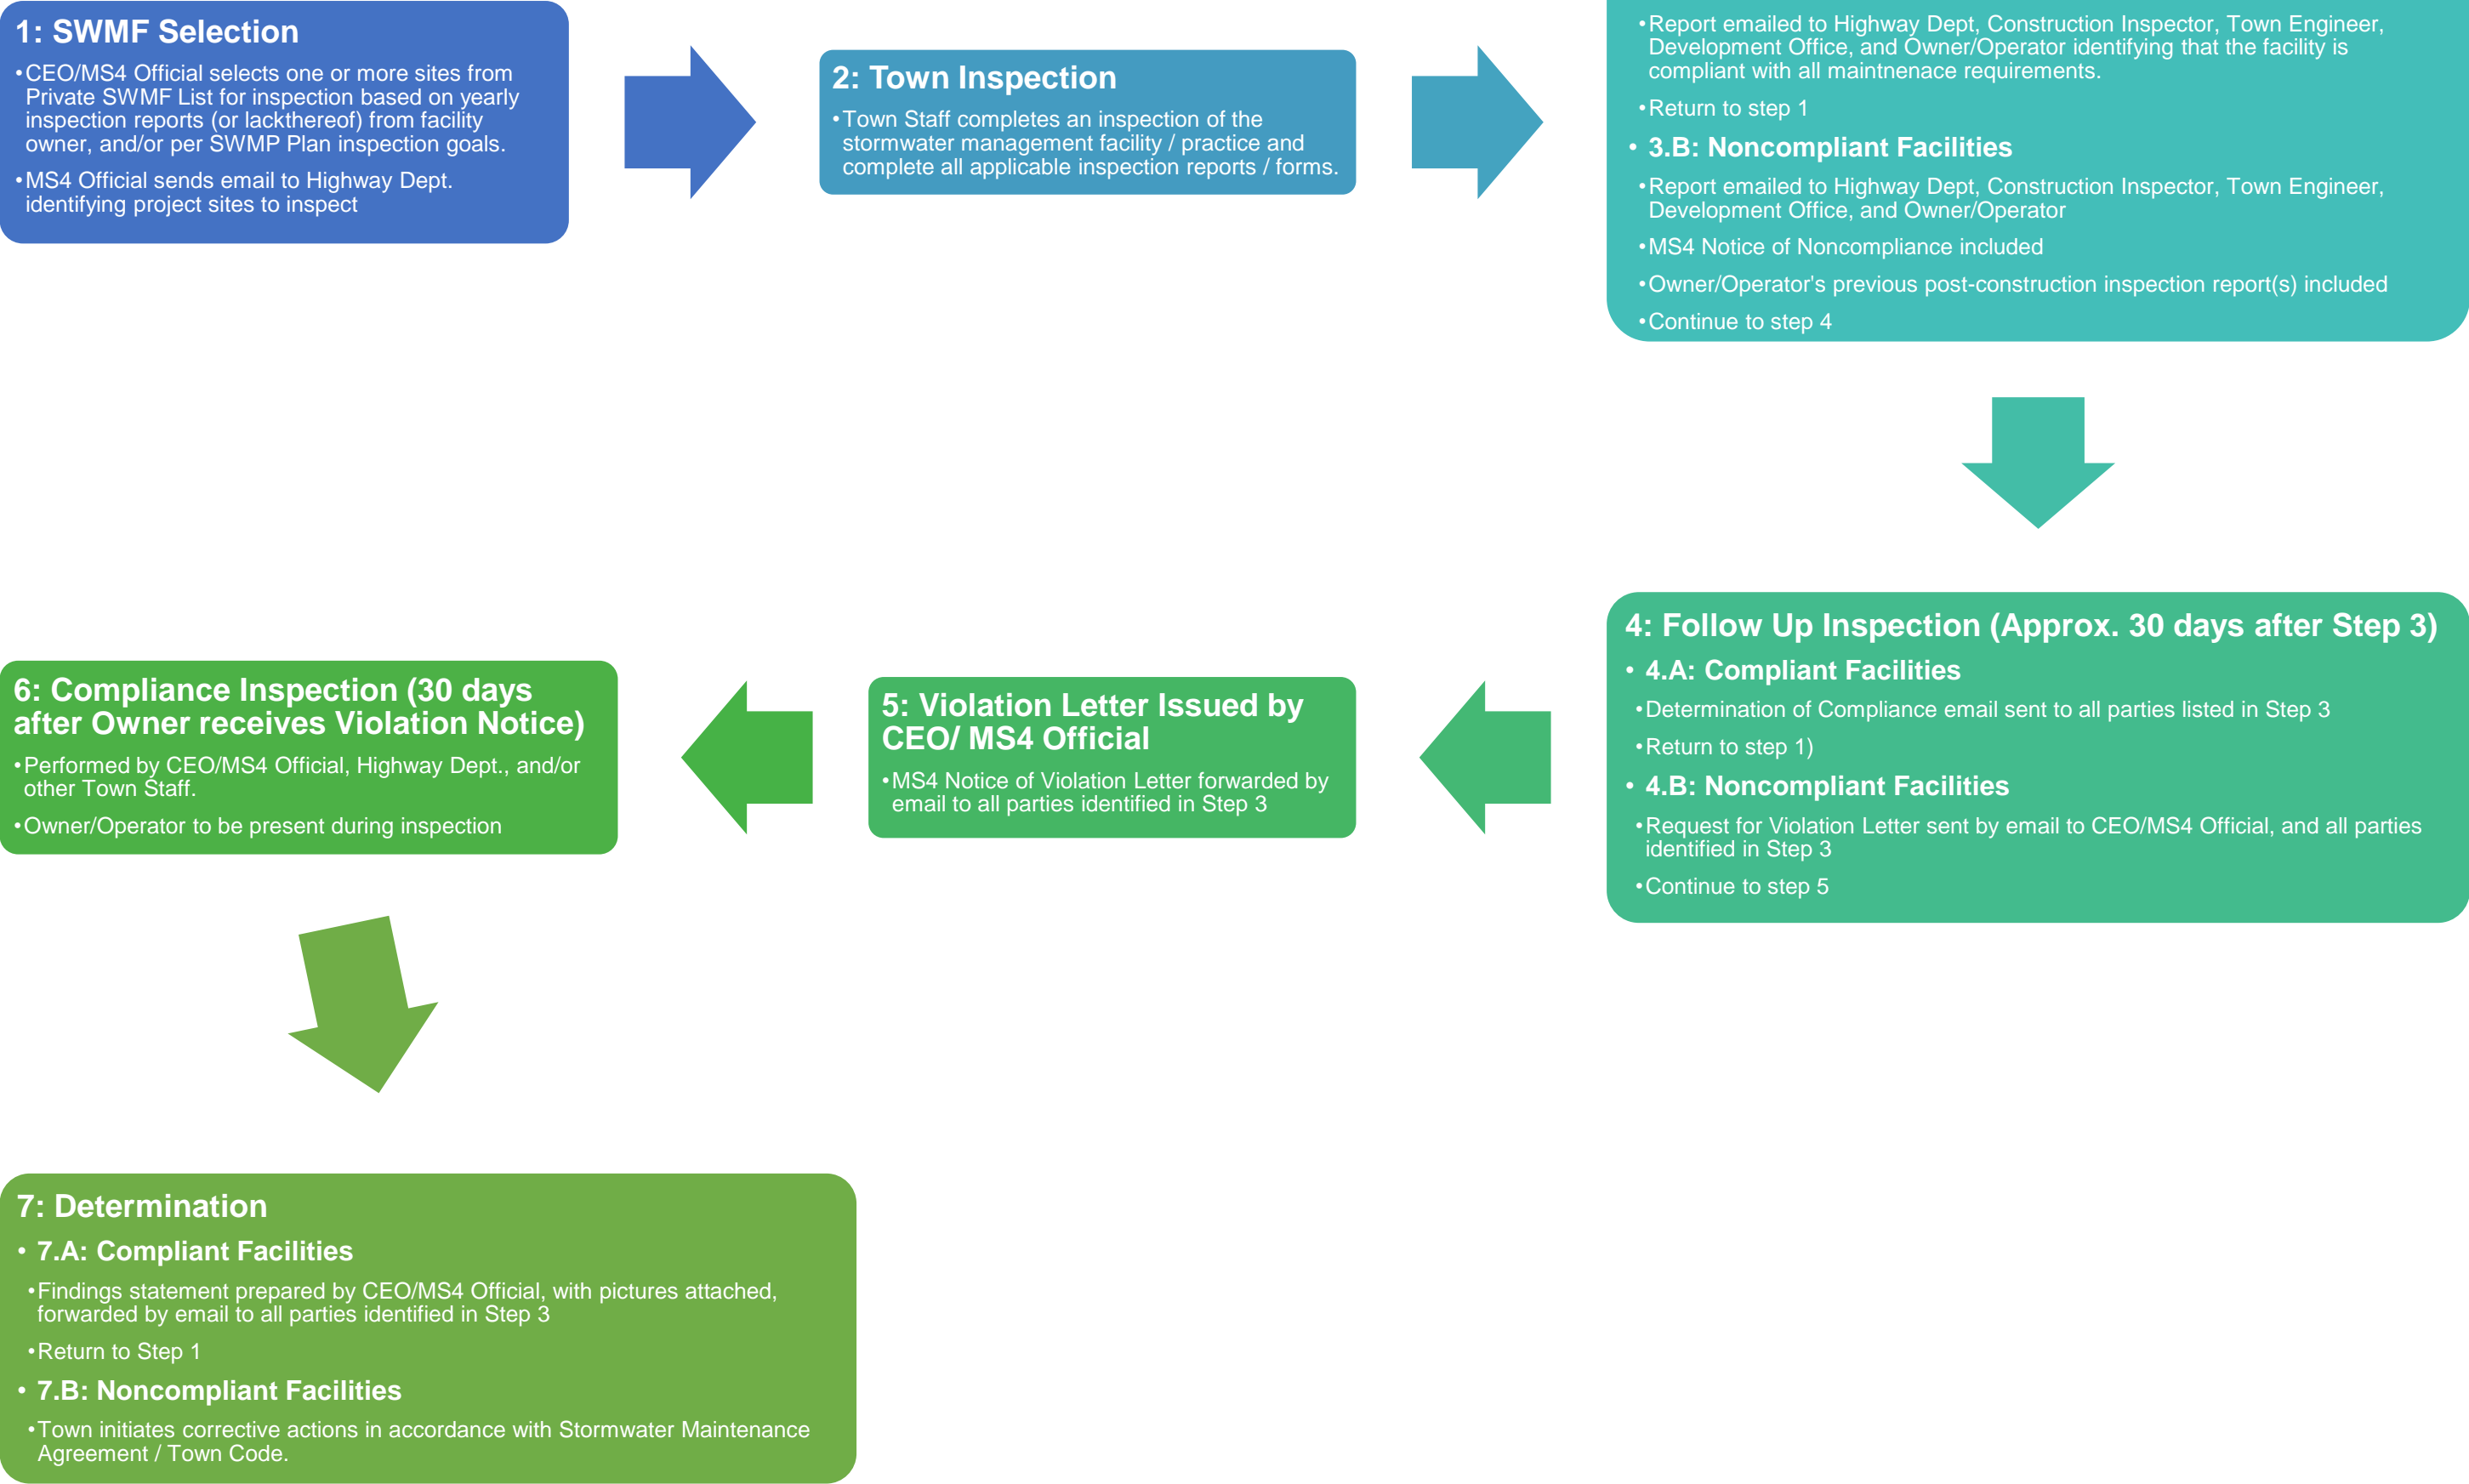 1: SWMF Selection
•CEO/MS4 Official selects one or more sites from
Private SWMF List for inspection based on yearly
inspection reports (or lackthereof) from facility
owner, and/or per SWMP Plan inspection goals.
•MS4 Official sends email to Highway Dept.
identifying project sites to inspect
2: Town Inspection
•Town Staff completes an inspection of the
stormwater management facility / practice and
complete all applicable inspection reports / forms.
•Report emailed to Highway Dept, Construction Inspector, Town Engineer,
Development Office, and Owner/Operator identifying that the facility is
compliant with all maintnenace requirements.
•Return to step 1
• 3.B: Noncompliant Facilities
•Report emailed to Highway Dept, Construction Inspector, Town Engineer,
Development Office, and Owner/Operator
•MS4 Notice of Noncompliance included
•Owner/Operator's previous post-construction inspection report(s) included
•Continue to step 4
4: Follow Up Inspection (Approx. 30 days after Step 3)
• 4.A: Compliant Facilities
•Determination of Compliance email sent to all parties listed in Step 3
•Return to step 1)
• 4.B: Noncompliant Facilities
•Request for Violation Letter sent by email to CEO/MS4 Official, and all parties
identified in Step 3
•Continue to step 5
5: Violation Letter Issued by
CEO/ MS4 Official
•MS4 Notice of Violation Letter forwarded by
email to all parties identified in Step 3
6: Compliance Inspection (30 days
after Owner receives Violation Notice)
•Performed by CEO/MS4 Official, Highway Dept., and/or
other Town Staff.
•Owner/Operator to be present during inspection
7: Determination
• 7.A: Compliant Facilities
•Findings statement prepared by CEO/MS4 Official, with pictures attached,
forwarded by email to all parties identified in Step 3
•Return to Step 1
• 7.B: Noncompliant Facilities
•Town initiates corrective actions in accordance with Stormwater Maintenance
Agreement / Town Code.